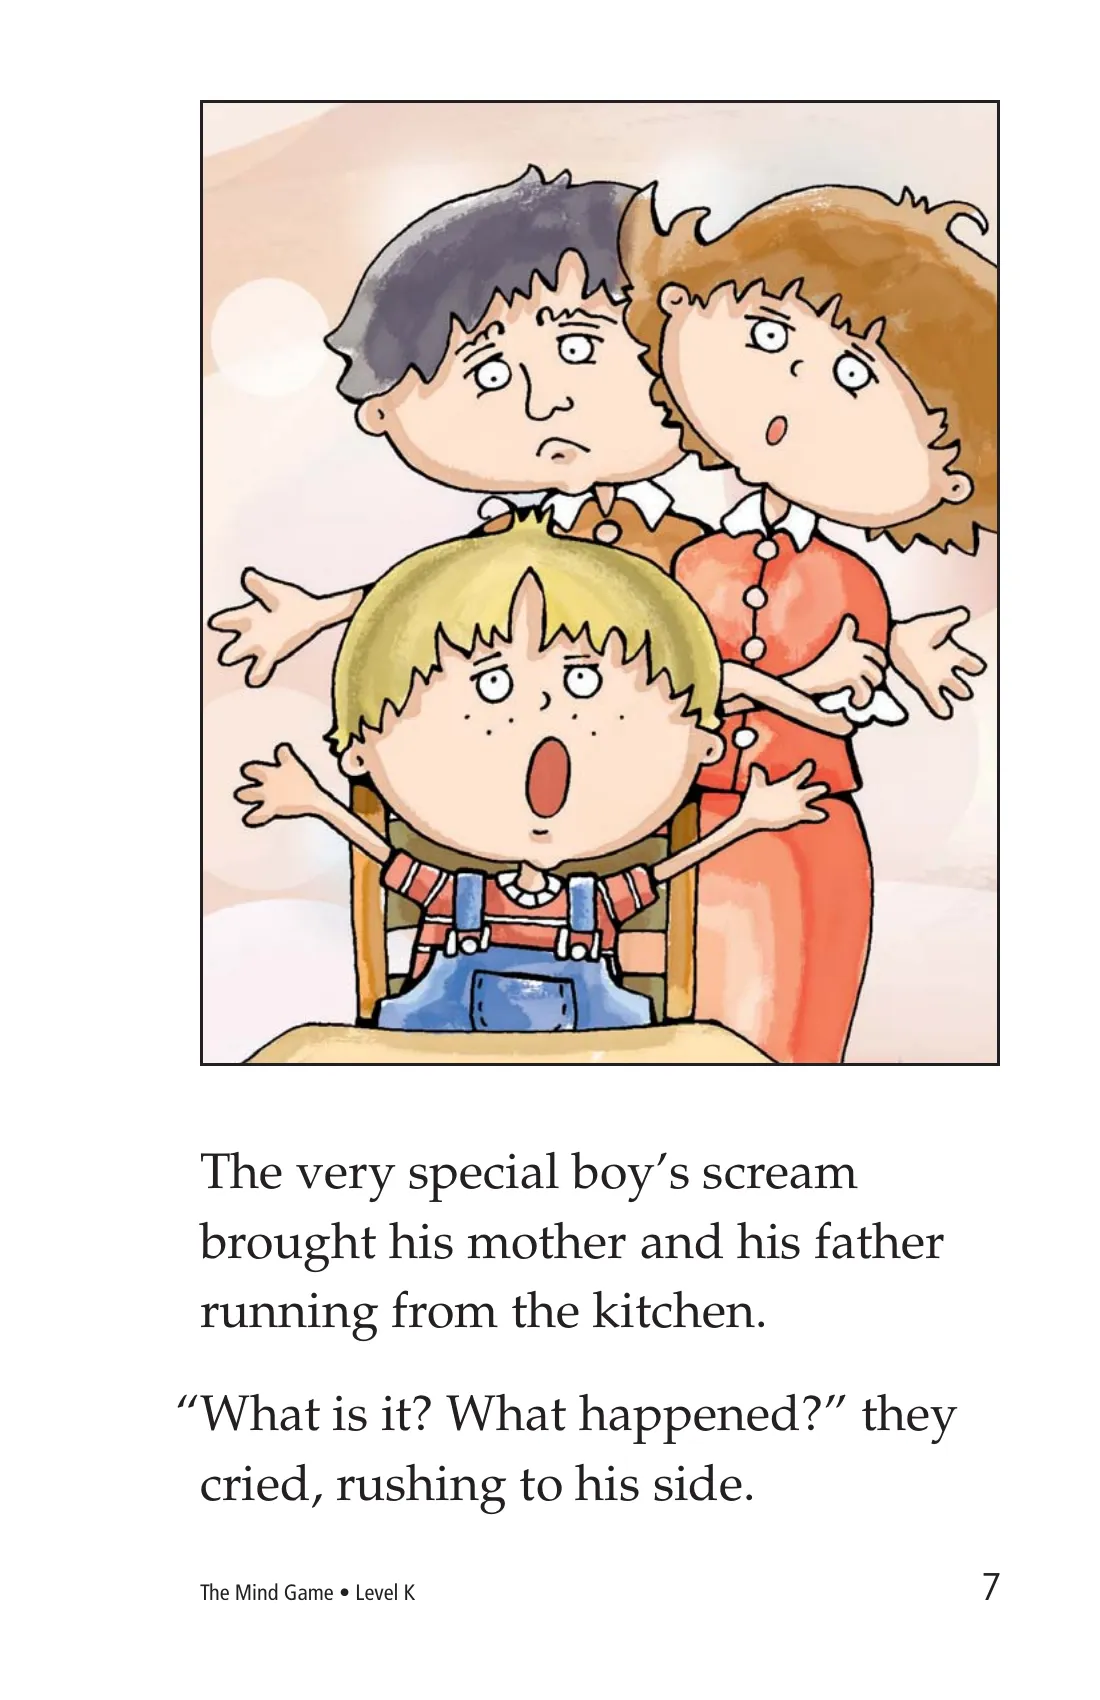 The very special boy’s scream
brought his mother and his father
running from the kitchen.
“What is it? What happened?” they
cried, rushing to his side.
The Mind Game • Level K
7